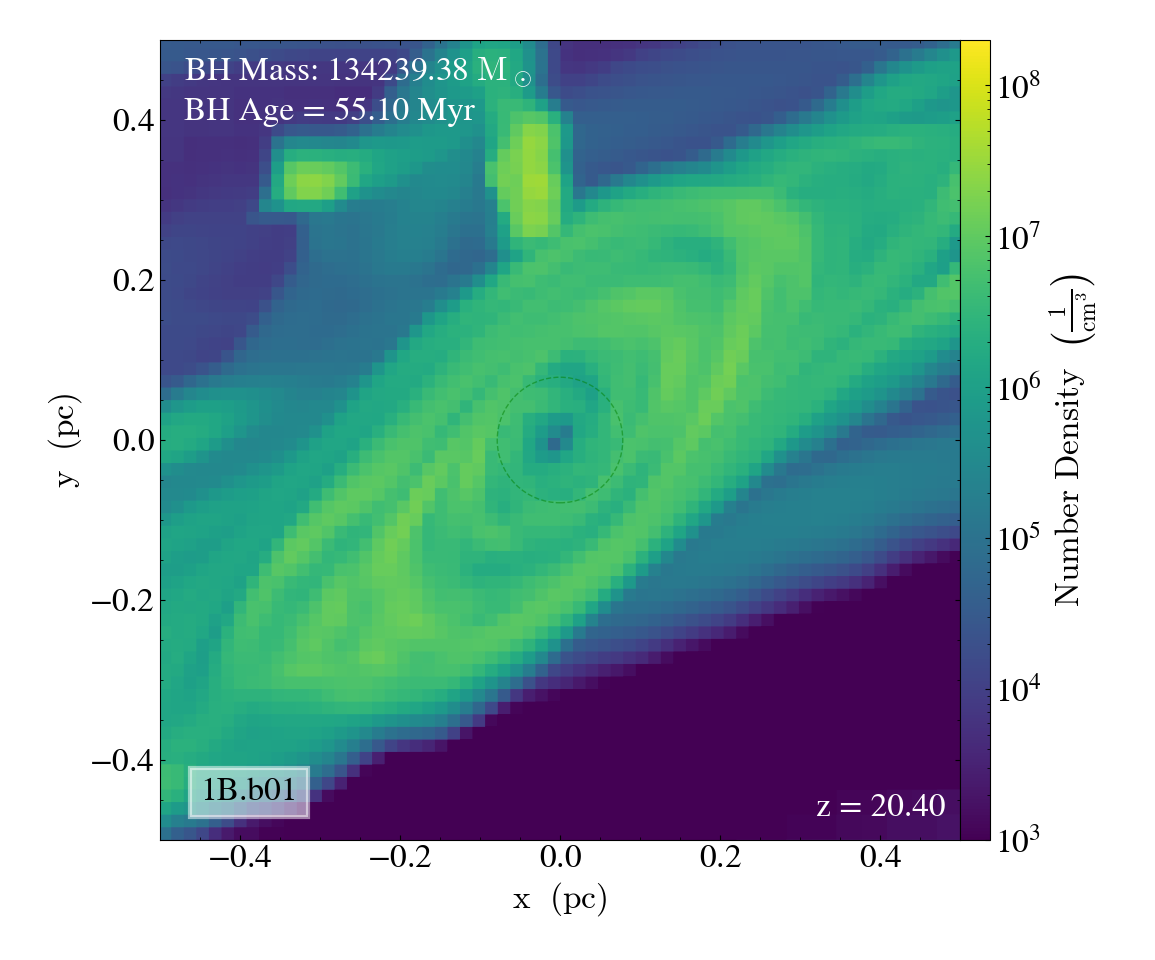 BH Mass: 134239.38 M⊙
BH Age = 55.10 Myr
0.4
0.2
0.0
−0.2
−0.4
y (pc)
1B.b01
z = 20.40
−0.4 −0.2 0.0 0.2 0.4
x (pc)
10⁸
10⁷
10⁶
10⁵
10⁴
10³
Number Density (1/cm³)